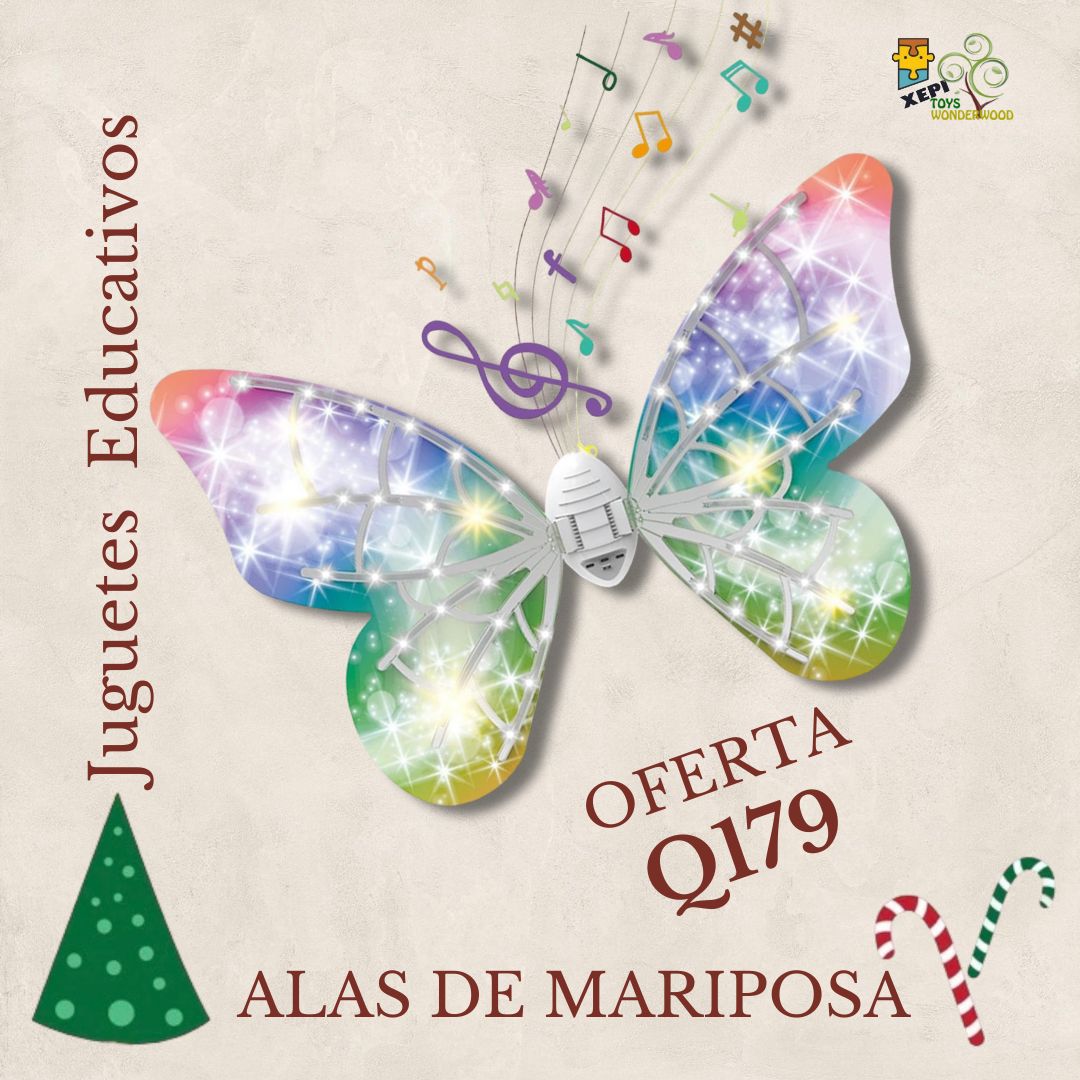 XEPI
TOYS
WONDERWOOD
Juguetes Educativos
OFERTA
Q179
ALAS DE MARIPOSA